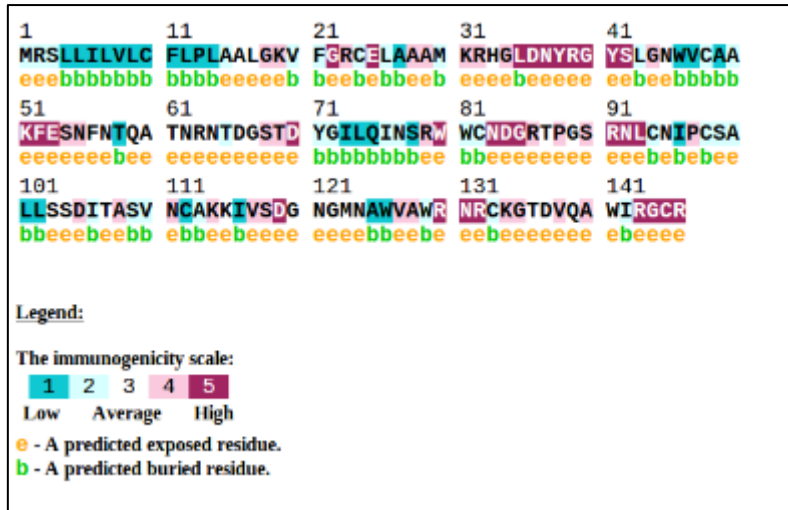 1 11 21 31 41
MRSLLILVLC FLPLAALGKV FGRCELAAAM KRHGLDNYRG YSLGNWVCAA
eeebbbbbbb bbbbeeeeeb beebebbeeb eeeebeeeee eebeebbbbb
51 61 71 81 91
KFESNFNTQA TNRNTDGSTD YGILQINSRW WCNDGRTPGS RNLCNIPCSA
eeeeeeebee eeeeeeeeee bbbbbbbbee bbeeeeeeee eeebebebee
101 111 121 131 141
LLSSDITASV NCAKKIVSDG NGMNAWVAWR NRCKGTDVQA WIRGCR
bbeeebeebb ebbeebeeee eeeebbeebe eebeeeeeee ebeeee
Legend:
The immunogenicity scale:
1 2 3 4 5
Low Average High
e - A predicted exposed residue.
b - A predicted buried residue.